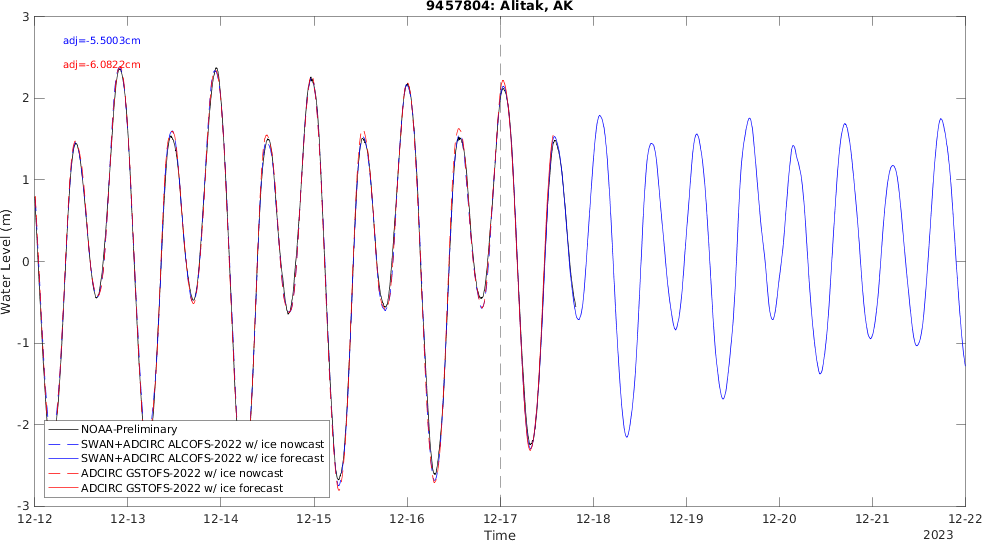 9457804: Alitak, AK
adj=-5.5003cm
adj=-6.0822cm
3
2
1
0
-1
-2
-3
Water Level (m)
NOAA-Preliminary
SWAN+ADCIRC ALCOFS-2022 w/ ice nowcast
SWAN+ADCIRC ALCOFS-2022 w/ ice forecast
ADCIRC GSTOFS-2022 w/ ice nowcast
ADCIRC GSTOFS-2022 w/ ice forecast
12-12 12-13 12-14 12-15 12-16 12-17 12-18 12-19 12-20 12-21 12-22
Time
2023